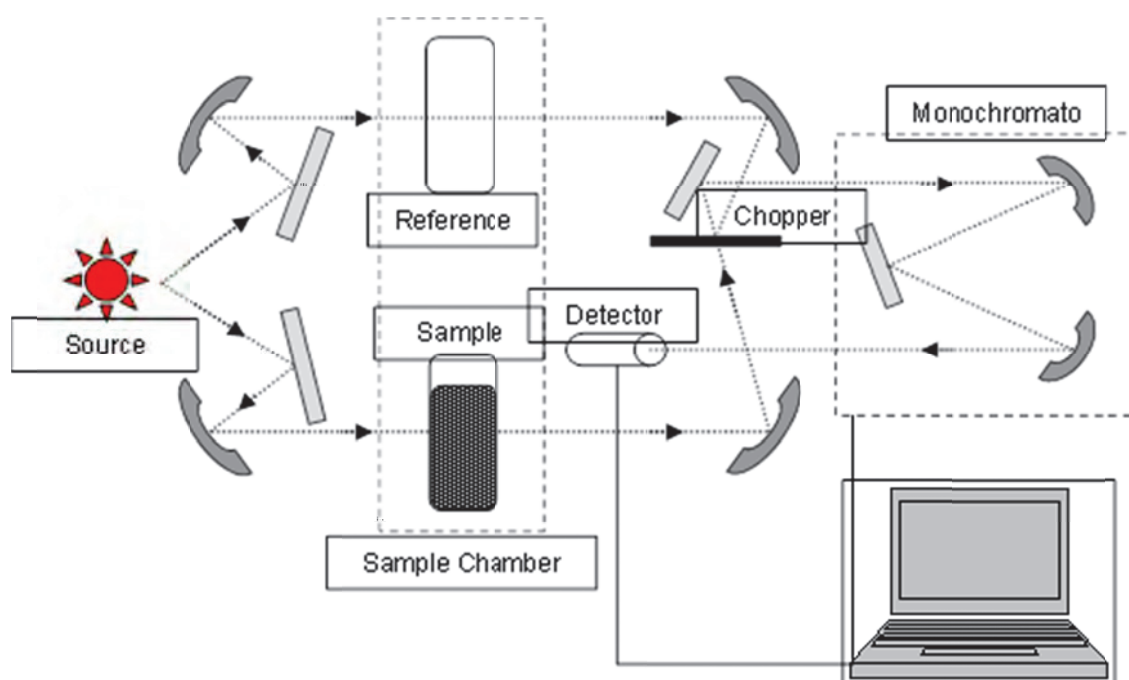 Monochromato
Reference
Chopper
Source
Sample
Detector
Sample Chamber